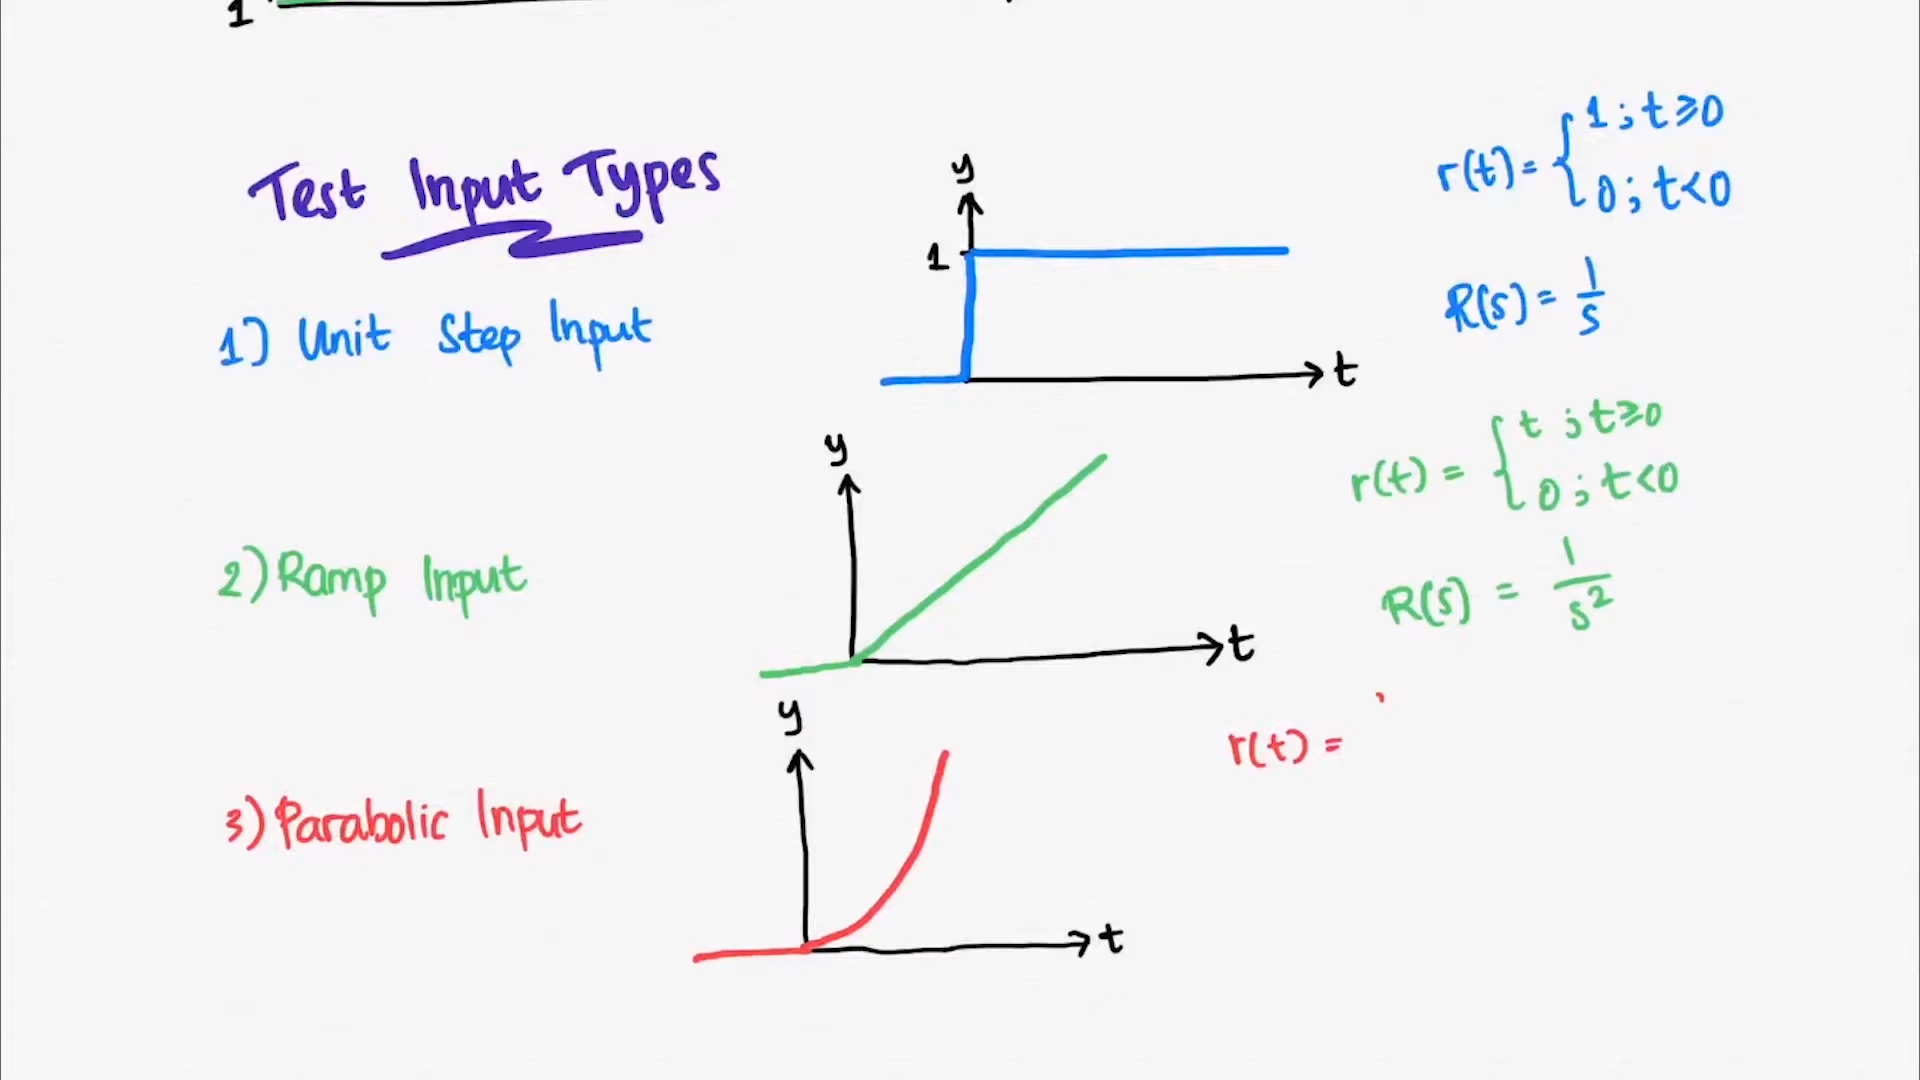 1
Test Input Types
1) Unit Step Input
y
1
t
r(t) = { 1 ; t ≥ 0
0 ; t < 0
R(s) = 1/s
2) Ramp Input
y
t
r(t) = { t ; t ≥ 0
0 ; t < 0
R(s) = 1/s²
3) Parabolic Input
y
t
r(t) =